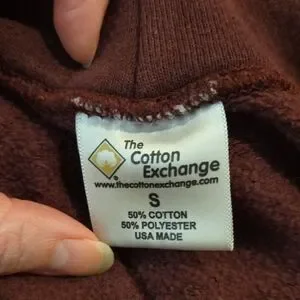 The
Cotton
Exchange
www.thecottonexchange.com
S
50% COTTON
50% POLYESTER
USA MADE